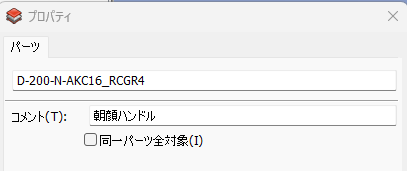 プロパティ
パーツ
D-200-N-AKC16_RCGR4
コメント(T): 朝顔ハンドル
同一パーツ全対象(I)